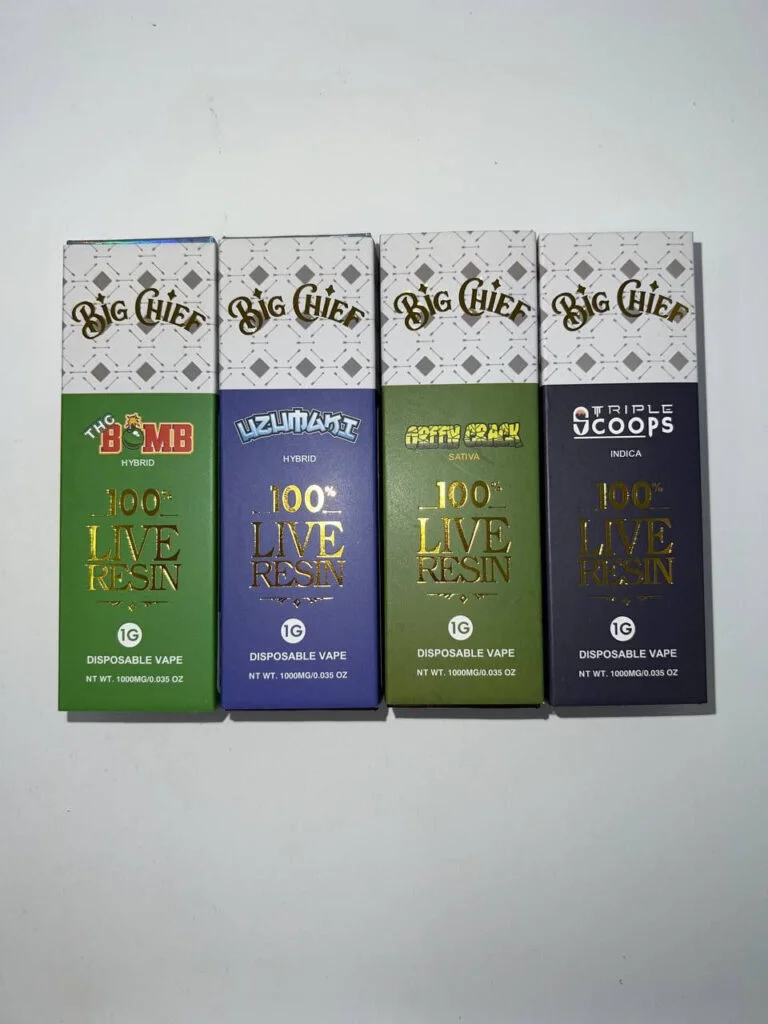 BIG CHIEF
THC BOMB
HYBRID
100%
LIVE
RESIN
1G
DISPOSABLE VAPE
NT WT. 1000MG/0.035 OZ
BIG CHIEF
UZUMAKI
HYBRID
100%
LIVE
RESIN
1G
DISPOSABLE VAPE
NT WT. 1000MG/0.035 OZ
BIG CHIEF
GREEN CRACK
SATIVA
100%
LIVE
RESIN
1G
DISPOSABLE VAPE
NT WT. 1000MG/0.035 OZ
BIG CHIEF
TRIPLE
SCOOPS
INDICA
100%
LIVE
RESIN
1G
DISPOSABLE VAPE
NT WT. 1000MG/0.035 OZ